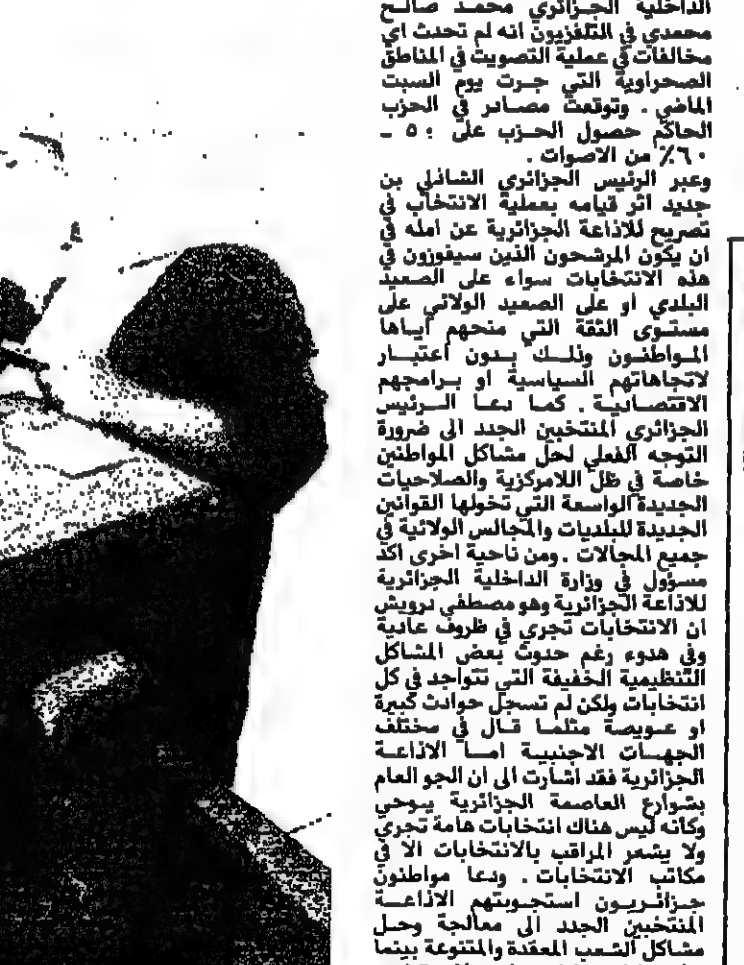 الداخلية الجزائري محمد صالح
محمدي في التلفزيون انه لم تحدث اي
مخالفات في عملية التصويت في المناطق
الصحراوية التي جرت يوم السبت
الماضي . وتوقعت مصادر في الحزب
الحاكم حصول الحزب على ٥٠ ـ
٦٠٪ من الاصوات .
وعبر الرئيس الجزائري الشاذلي بن
جديد اثر قيامه بعملية الانتخاب في
تصريح للاذاعة الجزائرية عن امله في
ان يكون المرشحون الذين سيفوزون في
هذه الانتخابات سواء على الصعيد
البلدي او على الصعيد الولائي على
مستوى الثقة التي منحهم اياها
المواطنون وذلك بدون اعتبار
لاتجاهاتهم السياسية او برامجهم
الاقتصادية . كما دعا الرئيس
الجزائري المنتخبين الجدد الى ضرورة
التوجه الفعلي لحل مشاكل المواطنين
خاصة في ظل اللامركزية والصلاحيات
الجديدة الواسعة التي تخولها القوانين
الجديدة للبلديات والمجالس الولائية في
جميع المجالات . ومن ناحية اخرى اكد
مسؤول في وزارة الداخلية الجزائرية
للاذاعة الجزائرية وهو مصطفى درويش
ان الانتخابات تجري في ظروف عادية
وفي هدوء رغم حدوث بعض المشاكل
التنظيمية الخفيفة التي تتواجد في كل
انتخابات ولكن لم تسجل حوادث كبيرة
او عويصة مثلما قال في مختلف
الجهات الاجنبية اما الاذاعة
الجزائرية فقد اشارت الى ان الجو العام
بشوارع العاصمة الجزائرية يوحي
وكانه ليس هناك انتخابات هامة تجري
ولا يشعر المراقب بالانتخابات الا في
مكاتب الانتخابات . ودعا مواطنون
جزائريون استجوبتهم الاذاعة
المنتخبين الجدد الى معالجة وحل
مشاكل الشعب المعقدة والمتنوعة بينما